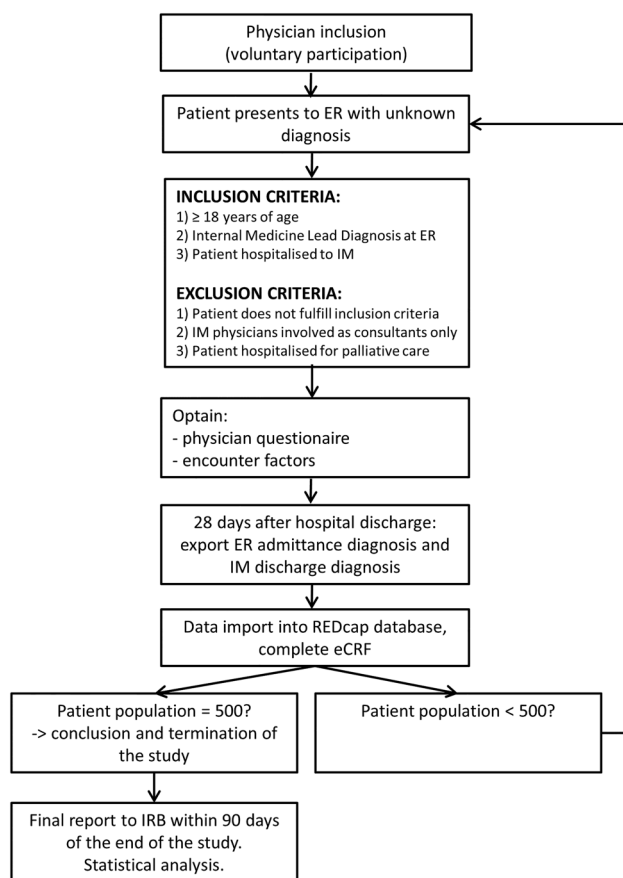 Physician inclusion
(voluntary participation)
Patient presents to ER with unknown
diagnosis
INCLUSION CRITERIA:
1) ≥ 18 years of age
2) Internal Medicine Lead Diagnosis at ER
3) Patient hospitalised to IM
EXCLUSION CRITERIA:
1) Patient does not fulfill inclusion criteria
2) IM physicians involved as consultants only
3) Patient hospitalised for palliative care
Optain:
- physician questionaire
- encounter factors
28 days after hospital discharge:
export ER admittance diagnosis and
IM discharge diagnosis
Data import into REDcap database,
complete eCRF
Patient population = 500?
-> conclusion and termination of
the study
Patient population < 500?
Final report to IRB within 90 days
of the end of the study.
Statistical analysis.